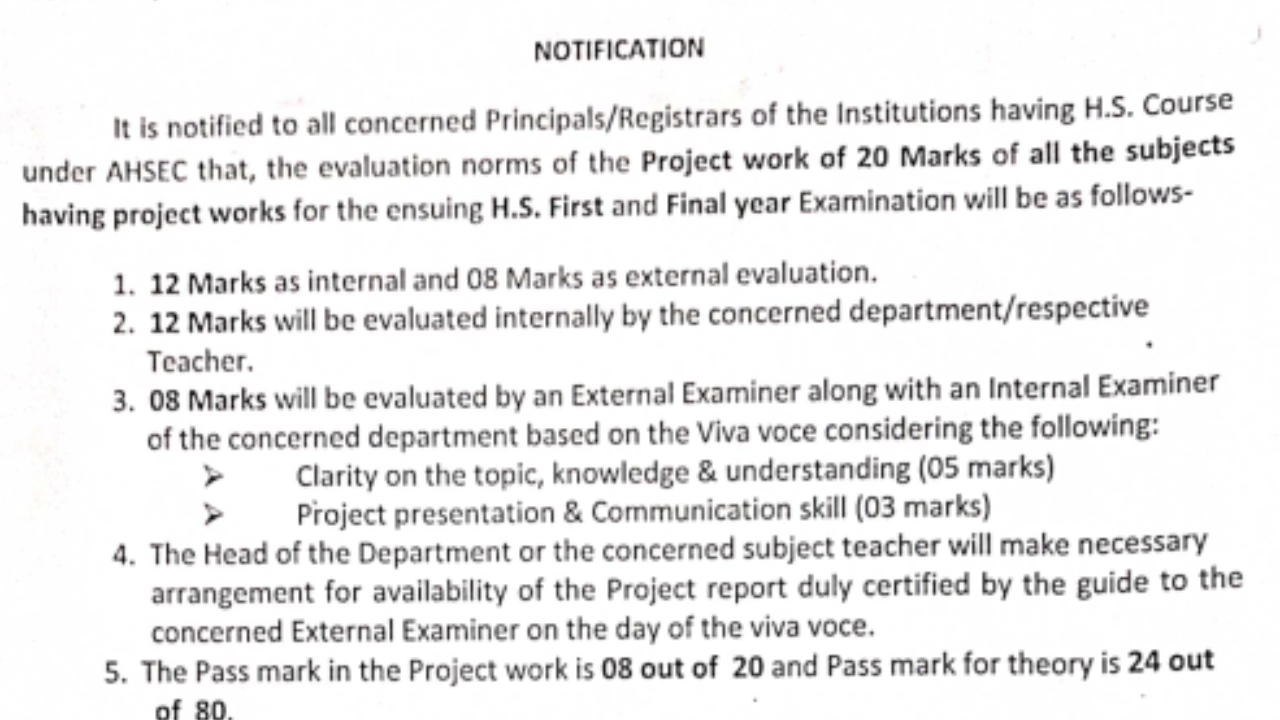 NOTIFICATION
It is notified to all concerned Principals/Registrars of the Institutions having H.S. Course
under AHSEC that, the evaluation norms of the Project work of 20 Marks of all the subjects
having project works for the ensuing H.S. First and Final year Examination will be as follows-
1. 12 Marks as internal and 08 Marks as external evaluation.
2. 12 Marks will be evaluated internally by the concerned department/respective
Teacher.
3. 08 Marks will be evaluated by an External Examiner along with an Internal Examiner
of the concerned department based on the Viva voce considering the following:
➢ Clarity on the topic, knowledge & understanding (05 marks)
➢ Project presentation & Communication skill (03 marks)
4. The Head of the Department or the concerned subject teacher will make necessary
arrangement for availability of the Project report duly certified by the guide to the
concerned External Examiner on the day of the viva voce.
5. The Pass mark in the Project work is 08 out of 20 and Pass mark for theory is 24 out
of 80.